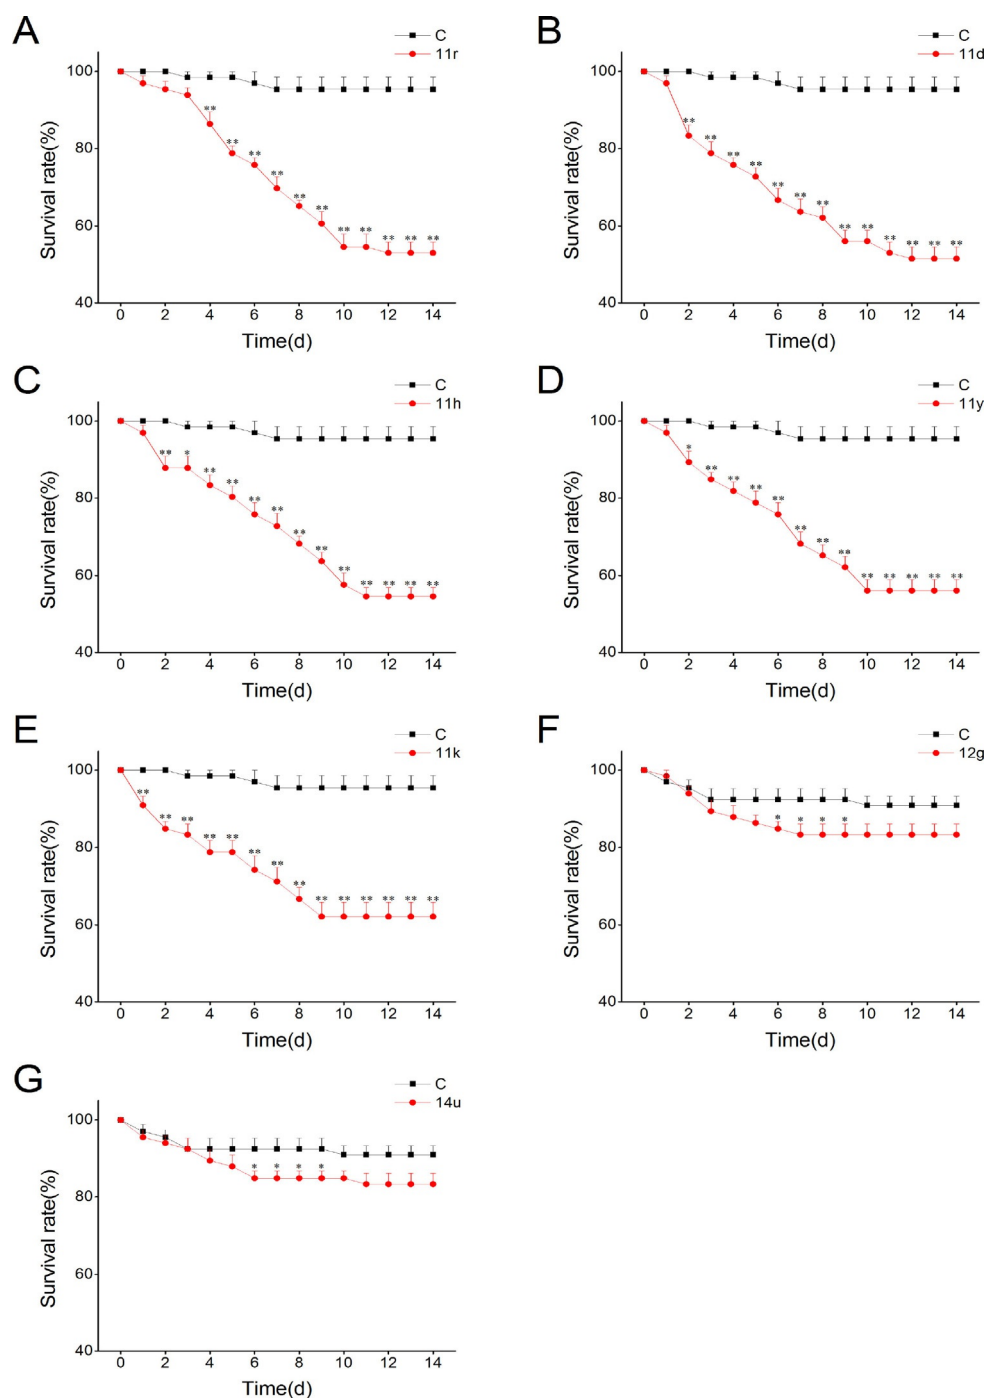 A
C
11r
Survival rate(%)
100
80
60
40
** ** ** ** ** ** ** ** ** ** **
0 2 4 6 8 10 12 14
Time(d)
B
C
11d
Survival rate(%)
100
80
60
40
** ** ** ** ** ** ** ** ** ** ** ** **
0 2 4 6 8 10 12 14
Time(d)
C
C
11h
Survival rate(%)
100
80
60
40
** * ** ** ** ** ** ** ** ** ** ** **
0 2 4 6 8 10 12 14
Time(d)
D
C
11y
Survival rate(%)
100
80
60
40
* ** ** ** ** ** ** ** ** ** ** ** **
0 2 4 6 8 10 12 14
Time(d)
E
C
11k
Survival rate(%)
100
80
60
40
** ** ** ** ** ** ** ** ** ** ** ** ** **
0 2 4 6 8 10 12 14
Time(d)
F
C
12g
Survival rate(%)
100
80
60
40
* * * *
0 2 4 6 8 10 12 14
Time(d)
G
C
14u
Survival rate(%)
100
80
60
40
* * * *
0 2 4 6 8 10 12 14
Time(d)